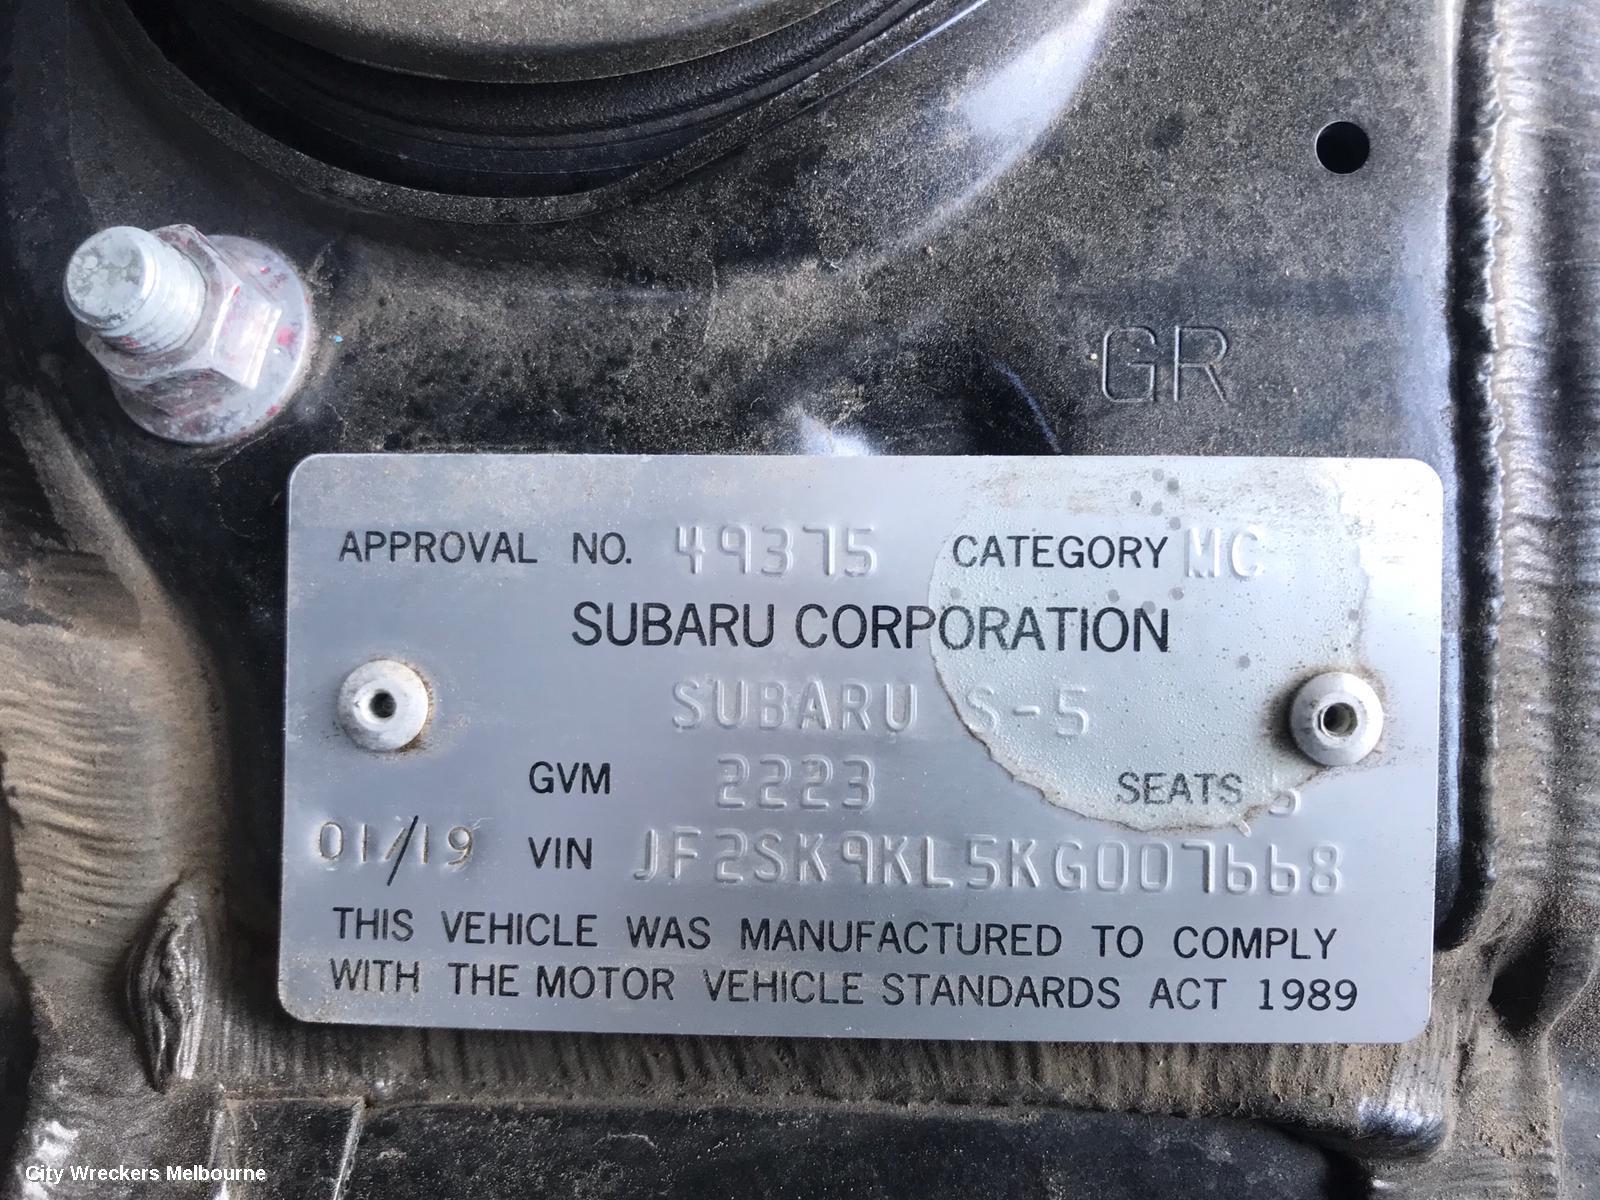 GR
APPROVAL NO. 49375 CATEGORY MC
SUBARU CORPORATION
SUBARU S-5
GVM 2223 SEATS 5
01/19 VIN JF2SK9KL5KG007668
THIS VEHICLE WAS MANUFACTURED TO COMPLY
WITH THE MOTOR VEHICLE STANDARDS ACT 1989
City Wreckers Melbourne